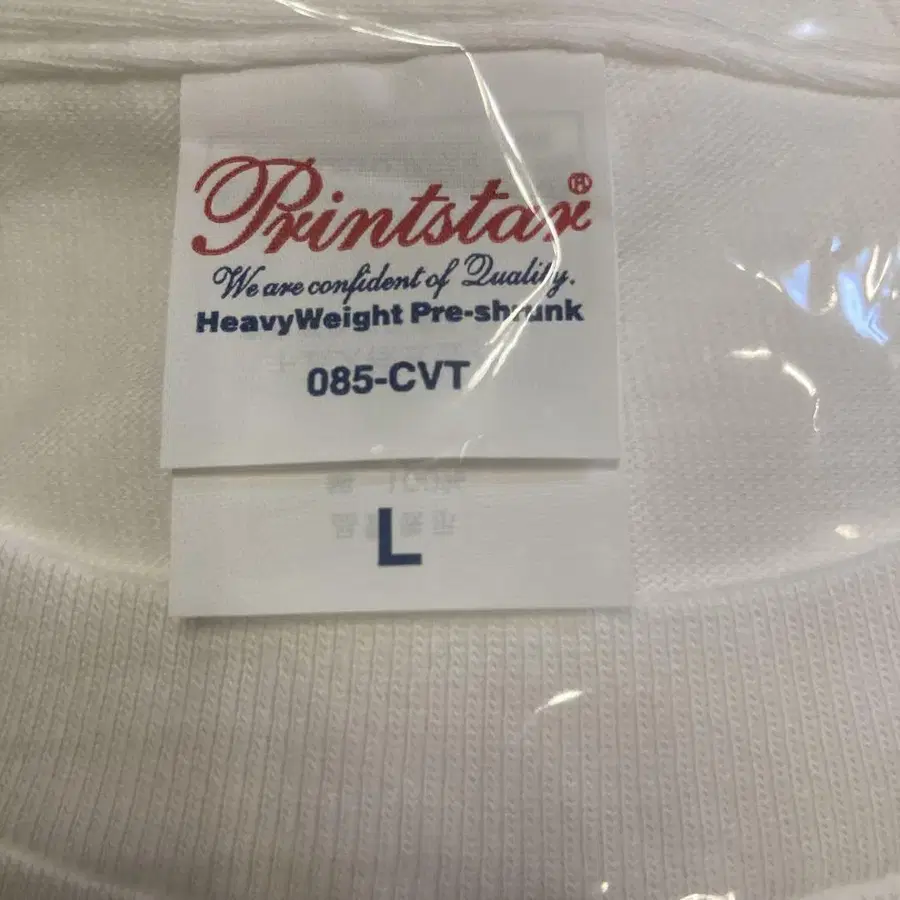 Printstar®
We are confident of Quality.
HeavyWeight Pre-shrunk
085-CVT
L